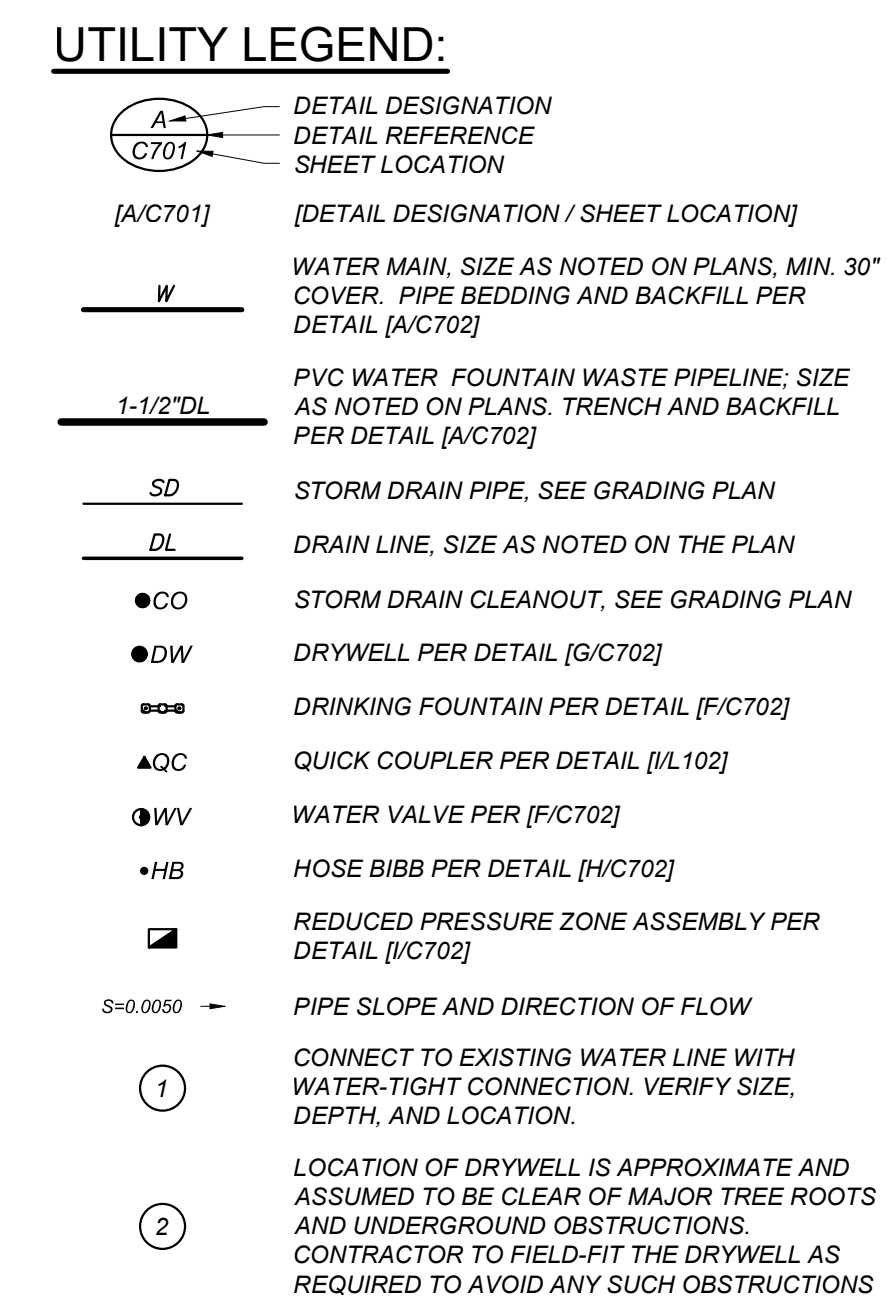 UTILITY LEGEND:
A
C701
DETAIL DESIGNATION
DETAIL REFERENCE
SHEET LOCATION
[A/C701]
[DETAIL DESIGNATION / SHEET LOCATION]
W
WATER MAIN, SIZE AS NOTED ON PLANS, MIN. 30"
COVER. PIPE BEDDING AND BACKFILL PER
DETAIL [A/C702]
1-1/2"DL
PVC WATER FOUNTAIN WASTE PIPELINE; SIZE
AS NOTED ON PLANS. TRENCH AND BACKFILL
PER DETAIL [A/C702]
SD
STORM DRAIN PIPE, SEE GRADING PLAN
DL
DRAIN LINE, SIZE AS NOTED ON THE PLAN
CO
STORM DRAIN CLEANOUT, SEE GRADING PLAN
DW
DRYWELL PER DETAIL [G/C702]
DRINKING FOUNTAIN PER DETAIL [F/C702]
QC
QUICK COUPLER PER DETAIL [I/L102]
WV
WATER VALVE PER [F/C702]
HB
HOSE BIBB PER DETAIL [H/C702]
REDUCED PRESSURE ZONE ASSEMBLY PER
DETAIL [I/C702]
S=0.0050
PIPE SLOPE AND DIRECTION OF FLOW
1
CONNECT TO EXISTING WATER LINE WITH
WATER-TIGHT CONNECTION. VERIFY SIZE,
DEPTH, AND LOCATION.
2
LOCATION OF DRYWELL IS APPROXIMATE AND
ASSUMED TO BE CLEAR OF MAJOR TREE ROOTS
AND UNDERGROUND OBSTRUCTIONS.
CONTRACTOR TO FIELD-FIT THE DRYWELL AS
REQUIRED TO AVOID ANY SUCH OBSTRUCTIONS